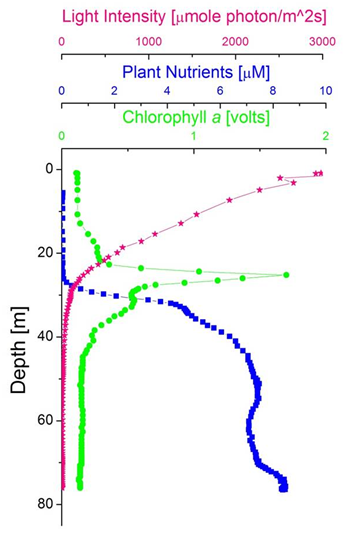 Light Intensity [µmole photon/m^2s]
0 1000 2000 3000
Plant Nutrients [µM]
0 2 4 6 8 10
Chlorophyll a [volts]
0 1 2
0
20
40
60
80
Depth [m]